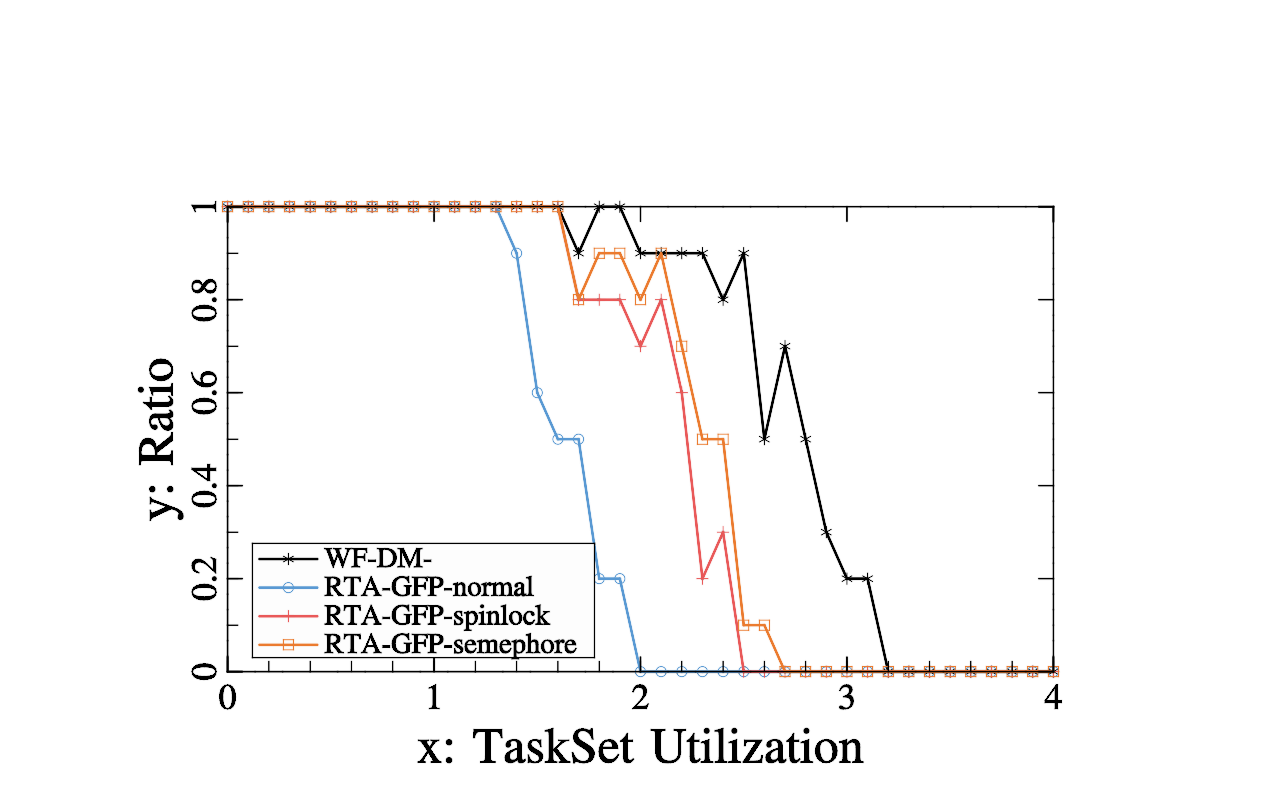 1
0.8
0.6
0.4
0.2
0
y: Ratio
WF-DM-
RTA-GFP-normal
RTA-GFP-spinlock
RTA-GFP-semephore
0 1 2 3 4
x: TaskSet Utilization